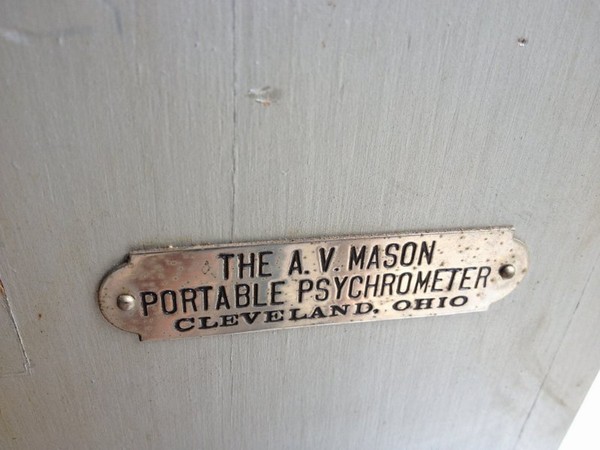 THE A. V. MASON
PORTABLE PSYCHROMETER
CLEVELAND, OHIO